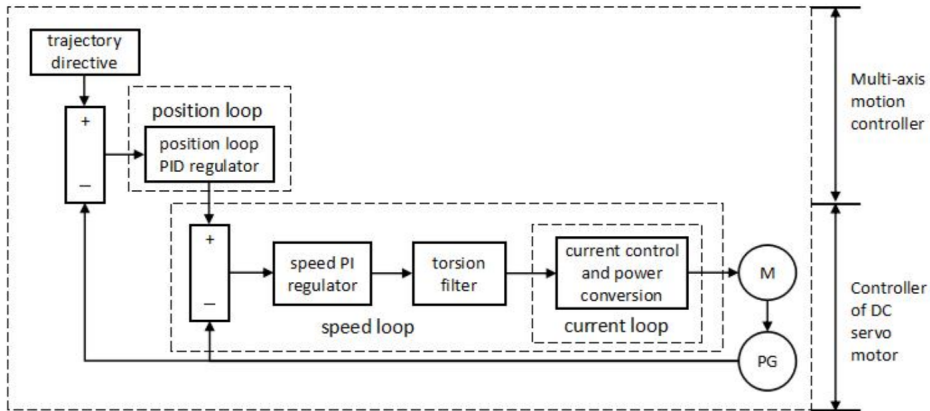 trajectory
directive
+
–
position loop
position loop
PID regulator
+
–
speed PI
regulator
torsion
filter
current control
and power
conversion
speed loop
current loop
M
PG
Multi-axis
motion
controller
Controller
of DC
servo
motor